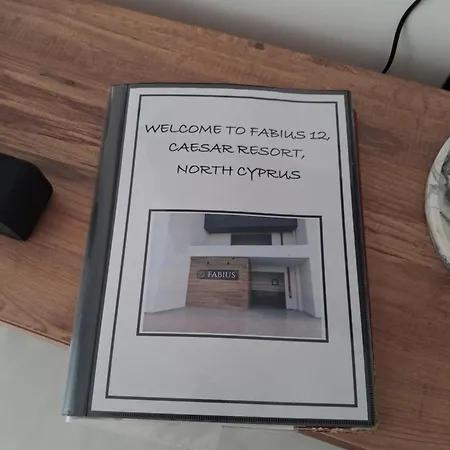 WELCOME TO FABIUS 12,
CAESAR RESORT,
NORTH CYPRUS
FABIUS